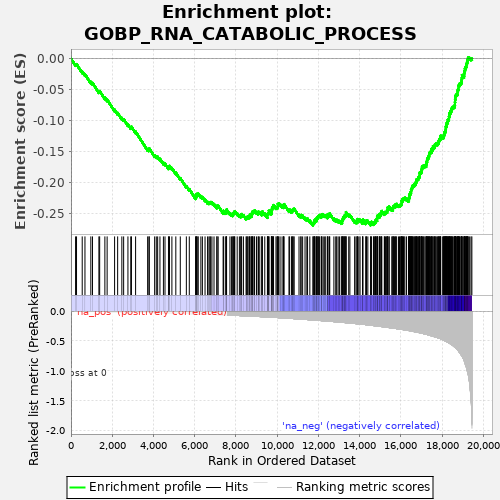 Enrichment plot:
GOBP_RNA_CATABOLIC_PROCESS
Enrichment score (ES)
0.00
-0.05
-0.10
-0.15
-0.20
-0.25
Ranked list metric (PreRanked)
'na_pos' (positively correlated)
0.0
-0.5
-1.0
-1.5
-2.0
oss at 0
'na_neg' (negatively correlated)
0 2,000 4,000 6,000 8,000 10,000 12,000 14,000 16,000 18,000 20,000
Rank in Ordered Dataset
Enrichment profile Hits Ranking metric scores